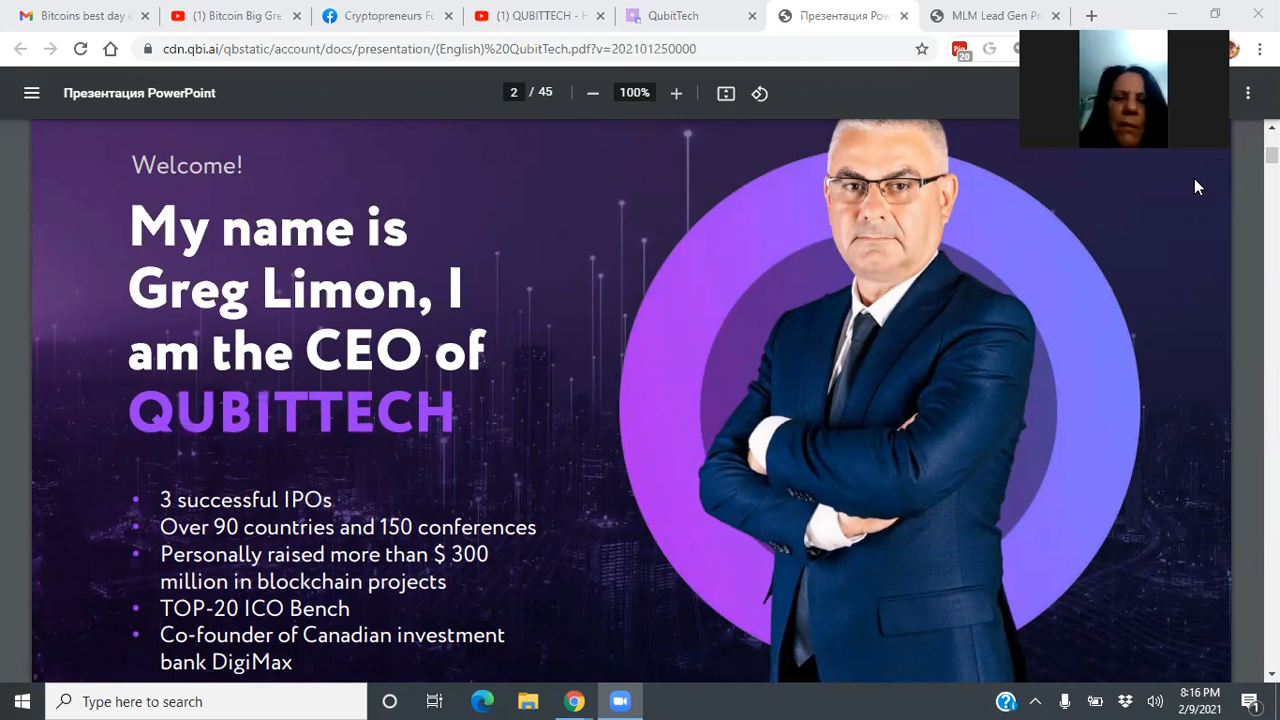 Bitcoins best day e
(1) Bitcoin Big Gre
Cryptopreneurs Fo
(1) QUBITTECH - H
QubitTech
Презентация Pow
MLM Lead Gen Pr
cdn.qbi.ai/qbstatic/account/docs/presentation/(English)%20QubitTech.pdf?v=202101250000
20
Презентация PowerPoint
2 / 45
100%
Welcome!
My name is
Greg Limon, I
am the CEO of
QUBITTECH
• 3 successful IPOs
• Over 90 countries and 150 conferences
• Personally raised more than $ 300
million in blockchain projects
• TOP-20 ICO Bench
• Co-founder of Canadian investment
bank DigiMax
Type here to search
8:16 PM
2/9/2021
1